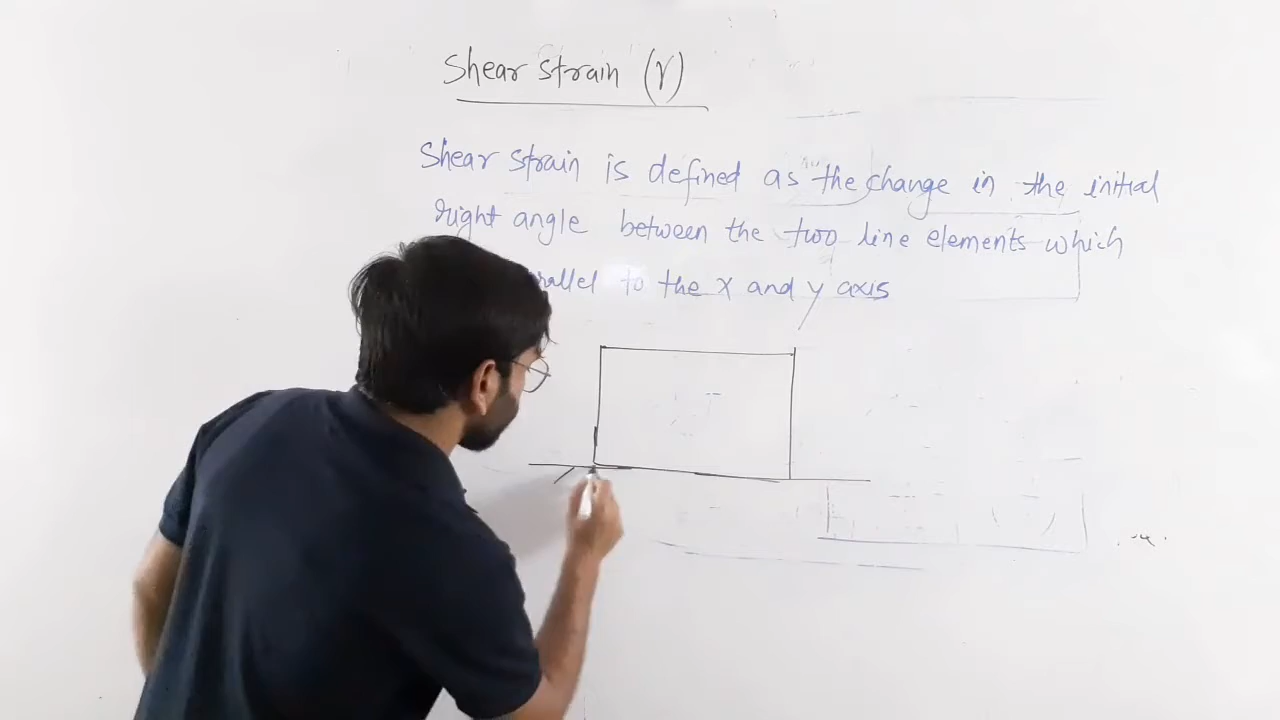 Shear strain (γ)
Shear strain is defined as the change in the initial
right angle between the two line elements which
to the x and y axis